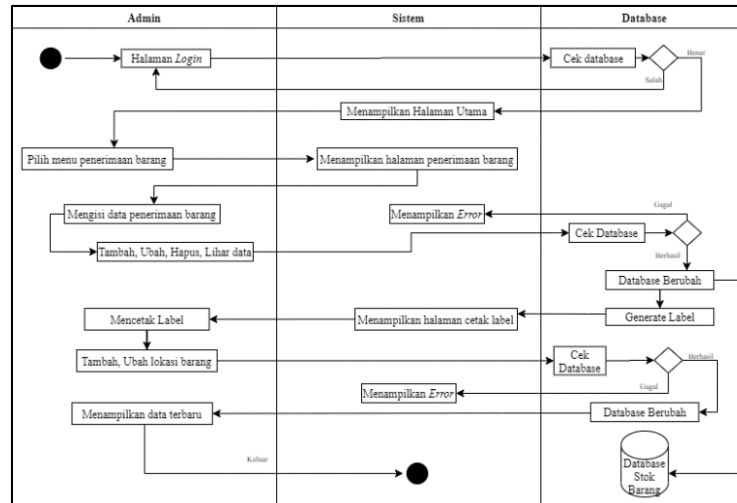 Admin
Sistem
Database
Halaman Login
Cek database
Benar
Salah
Menampilkan Halaman Utama
Pilih menu penerimaan barang
Menampilkan halaman penerimaan barang
Mengisi data penerimaan barang
Menampilkan Error
Gagal
Tambah, Ubah, Hapus, Lihar data
Cek Database
Berhasil
Database Berubah
Mencetak Label
Menampilkan halaman cetak label
Generate Label
Tambah, Ubah lokasi barang
Cek
Database
Berhasil
Gagal
Menampilkan Error
Menampilkan data terbaru
Database Berubah
Keluar
Database
Stok
Barang